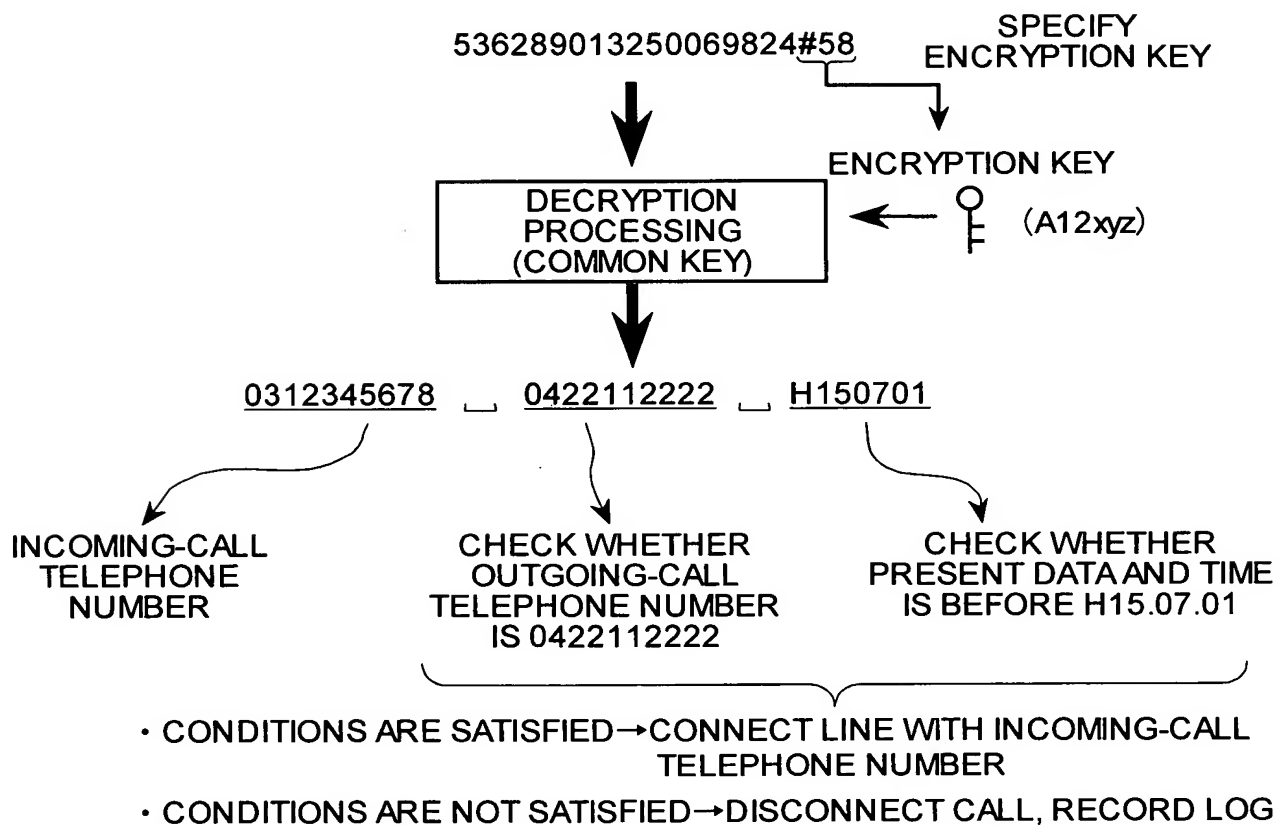 536289013250069824#58
SPECIFY
ENCRYPTION KEY
ENCRYPTION KEY
(A12xyz)
DECRYPTION
PROCESSING
(COMMON KEY)
0312345678 ␣ 0422112222 ␣ H150701
INCOMING-CALL
TELEPHONE
NUMBER
CHECK WHETHER
OUTGOING-CALL
TELEPHONE NUMBER
IS 0422112222
CHECK WHETHER
PRESENT DATA AND TIME
IS BEFORE H15.07.01
・CONDITIONS ARE SATISFIED→CONNECT LINE WITH INCOMING-CALL
TELEPHONE NUMBER
・CONDITIONS ARE NOT SATISFIED→DISCONNECT CALL, RECORD LOG